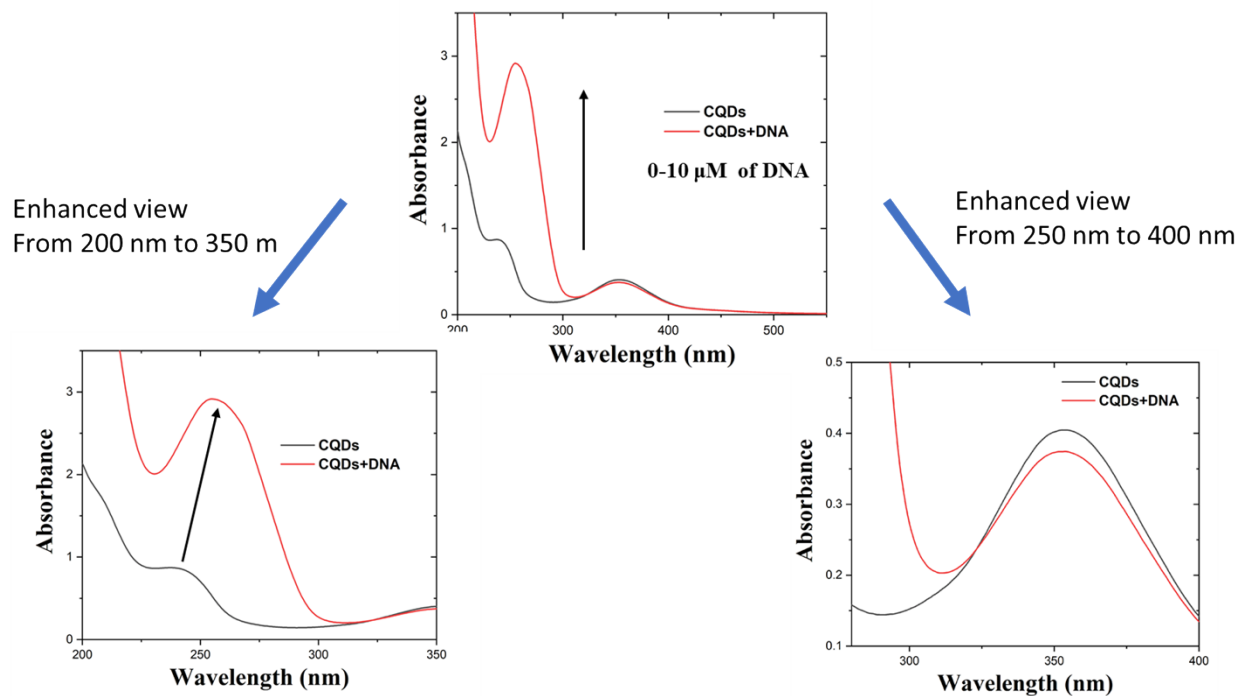 3
2
1
0
Absorbance
CQDs
CQDs+DNA
0-10 µM of DNA
200
300
400
500
Wavelength (nm)
Enhanced view
From 200 nm to 350 m
Enhanced view
From 250 nm to 400 nm
3
2
1
0
Absorbance
CQDs
CQDs+DNA
200
250
300
350
Wavelength (nm)
0.5
0.4
0.3
0.2
0.1
Absorbance
CQDs
CQDs+DNA
300
350
400
Wavelength (nm)